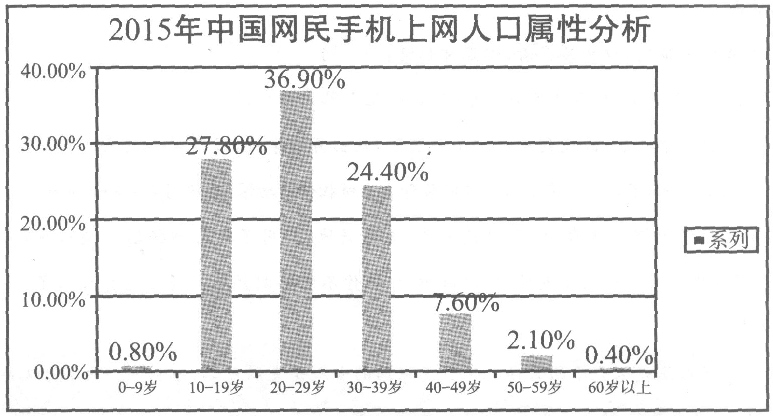 2015年中国网民手机上网人口属性分析
40.00%
30.00%
20.00%
10.00%
0.00%
0.80%
27.80%
36.90%
24.40%
7.60%
2.10%
0.40%
0-9岁
10-19岁
20-29岁
30-39岁
40-49岁
50-59岁
60岁以上
系列